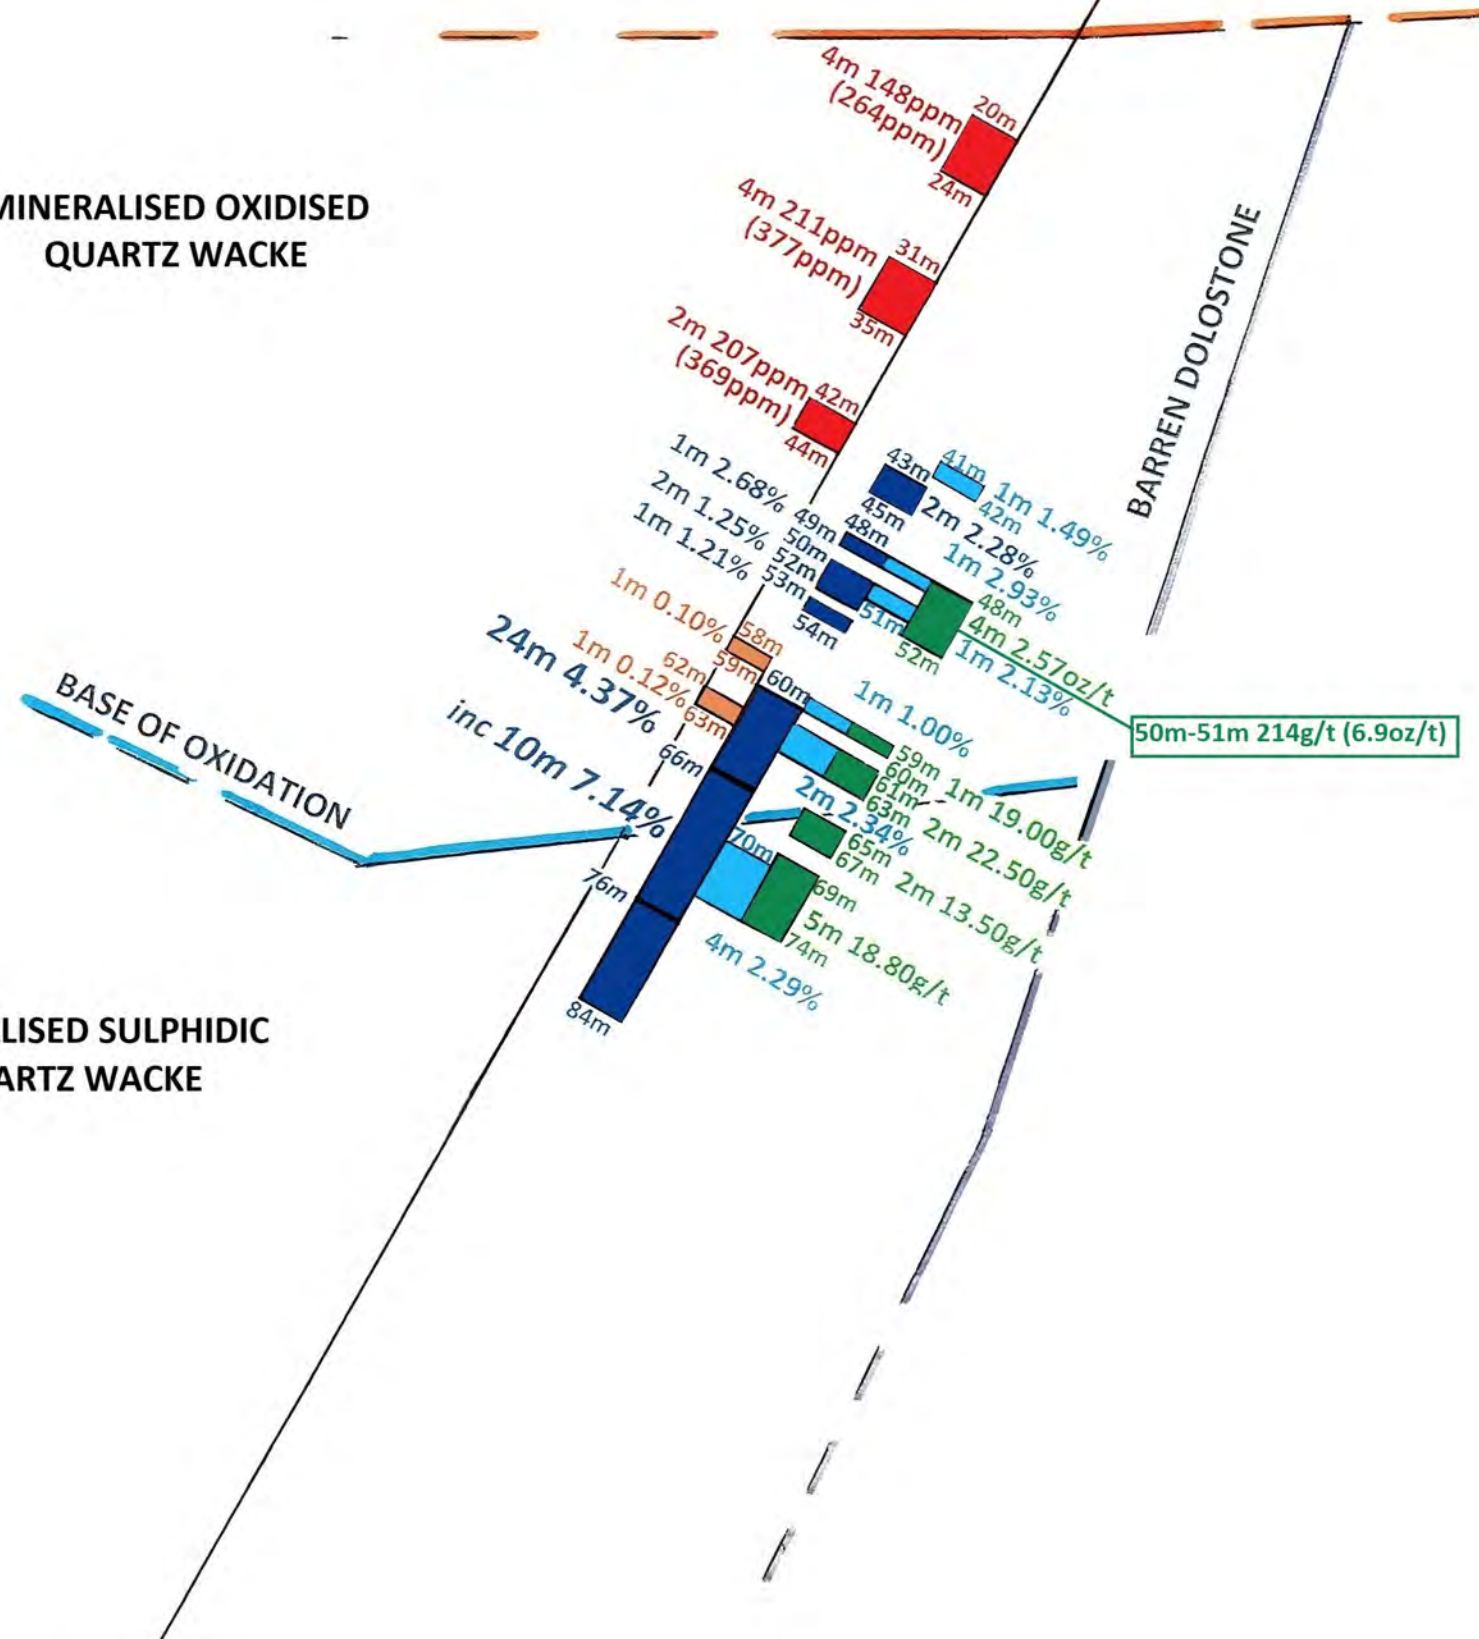 4m 148ppm
(264ppm)
20m
24m
MINERALISED OXIDISED
QUARTZ WACKE
4m 211ppm
(377ppm)
31m
35m
BARREN DOLOSTONE
2m 207ppm
(369ppm)
42m
44m
1m 2.68%
2m 1.25%
1m 1.21%
43m
45m
2m 2.28%
41m
42m
1m 1.49%
49m
48m
50m
52m
53m
54m
51m
1m 2.93%
48m
4m 2.57oz/t
52m
1m 2.13%
50m-51m 214g/t (6.9oz/t)
1m 0.10%
58m
59m
1m 0.12%
62m
63m
24m 4.37%
inc 10m 7.14%
60m
66m
70m
76m
84m
1m 1.00%
59m
60m
1m 19.00g/t
61m
63m
2m 22.50g/t
2m 2.34%
65m
67m
2m 13.50g/t
69m
74m
5m 18.80g/t
4m 2.29%
BASE OF OXIDATION
LISED SULPHIDIC
ARTZ WACKE